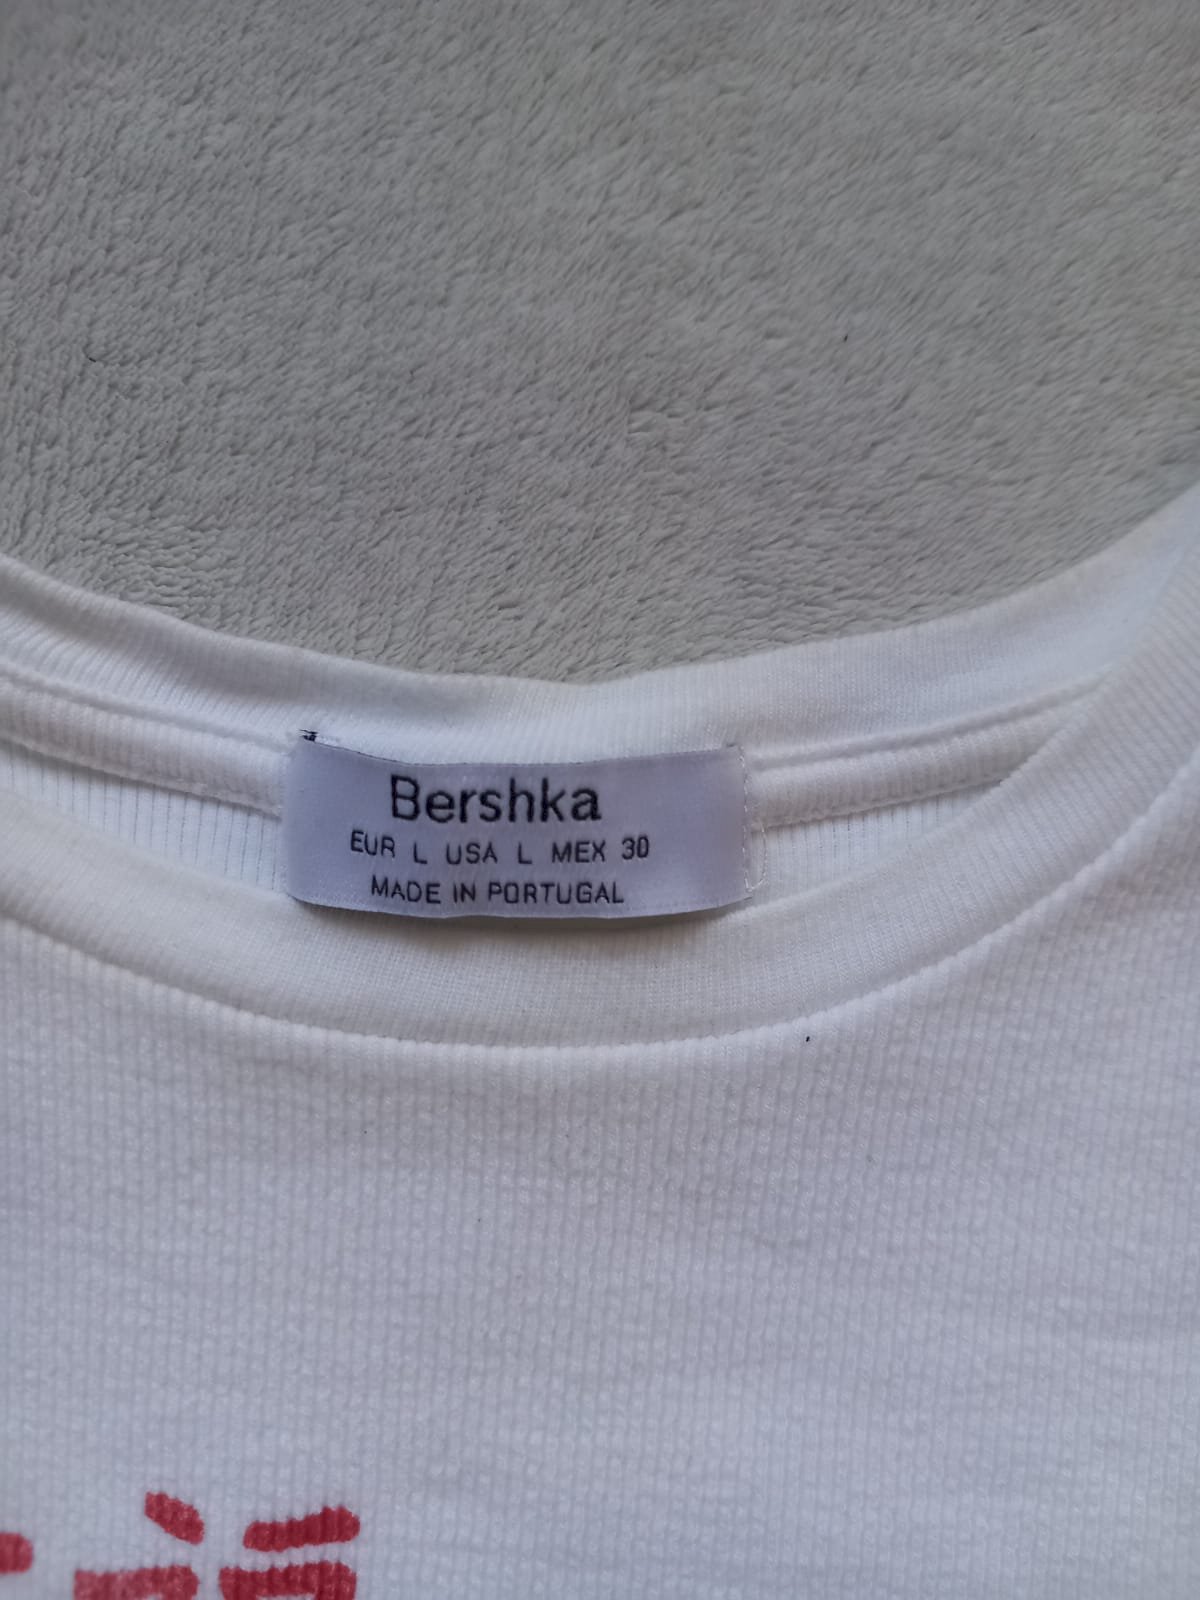 Bershka
EUR L USA L MEX 30
MADE IN PORTUGAL